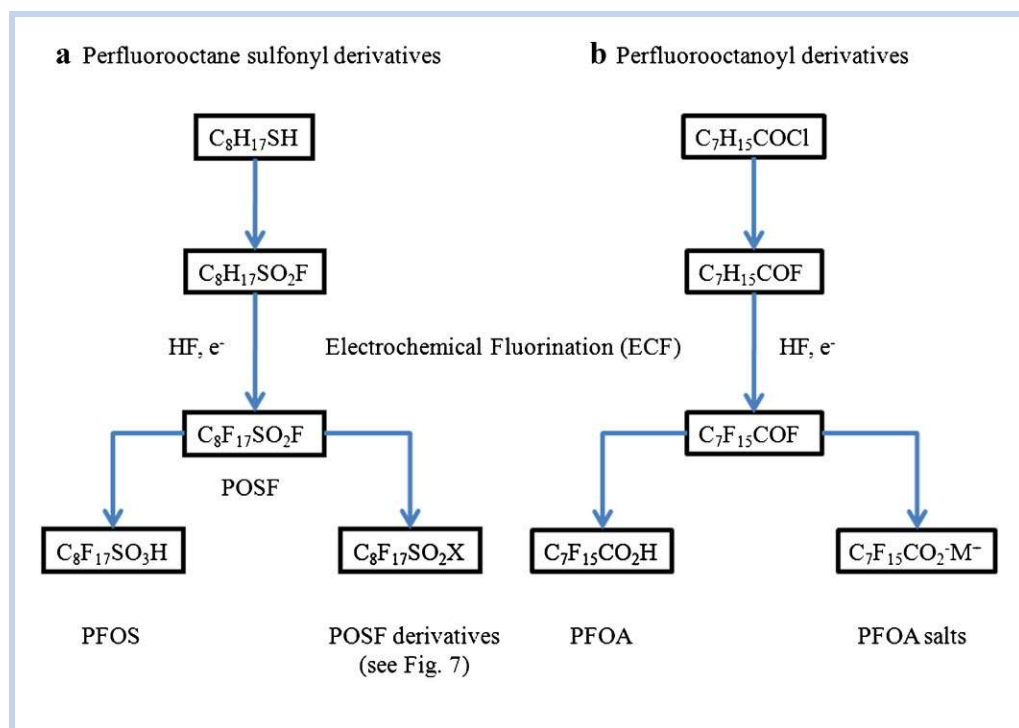 a Perfluorooctane sulfonyl derivatives
b Perfluorooctanoyl derivatives
C₈H₁₇SH
C₇H₁₅COCl
C₈H₁₇SO₂F
C₇H₁₅COF
HF, e⁻
Electrochemical Fluorination (ECF)
HF, e⁻
C₈F₁₇SO₂F
C₇F₁₅COF
POSF
C₈F₁₇SO₃H
C₈F₁₇SO₂X
C₇F₁₅CO₂H
C₇F₁₅CO₂⁻M⁺
PFOS
POSF derivatives
(see Fig. 7)
PFOA
PFOA salts